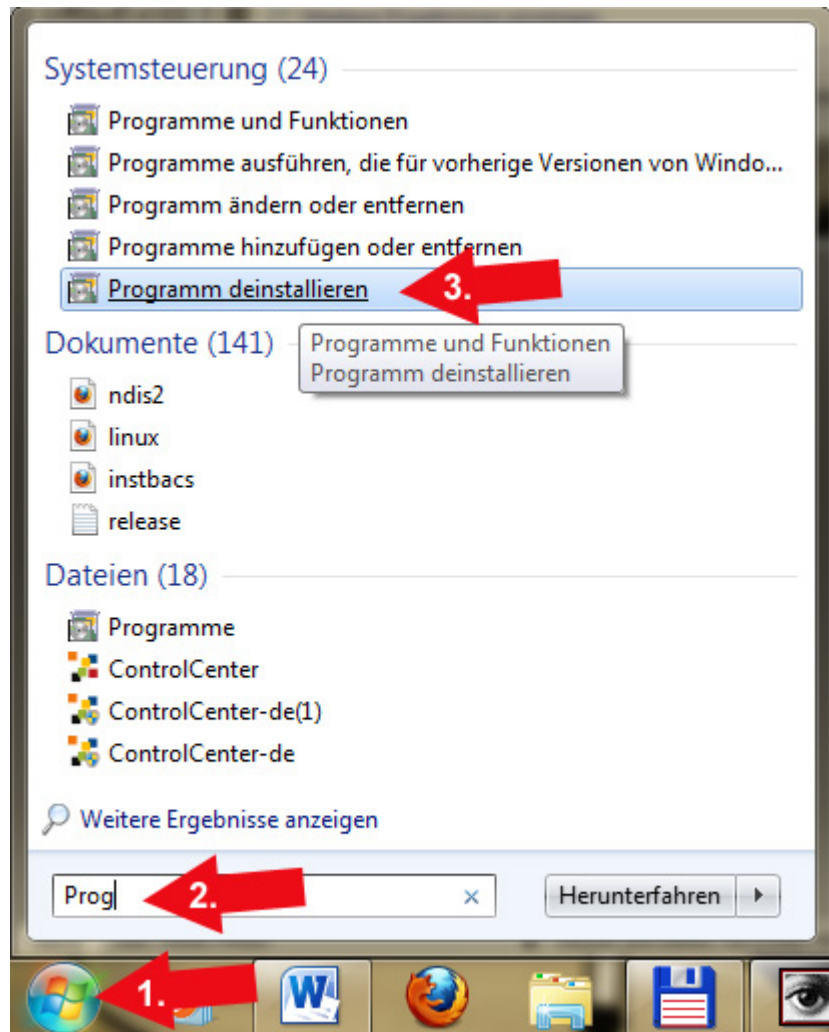 Systemsteuerung (24)
Programme und Funktionen
Programme ausführen, die für vorherige Versionen von Windo...
Programm ändern oder entfernen
Programme hinzufügen oder entfernen
Programm deinstallieren
3.
Dokumente (141)
Programme und Funktionen
Programm deinstallieren
ndis2
linux
instbacs
release
Dateien (18)
Programme
ControlCenter
ControlCenter-de(1)
ControlCenter-de
Weitere Ergebnisse anzeigen
Prog
2.
Herunterfahren
1.
W